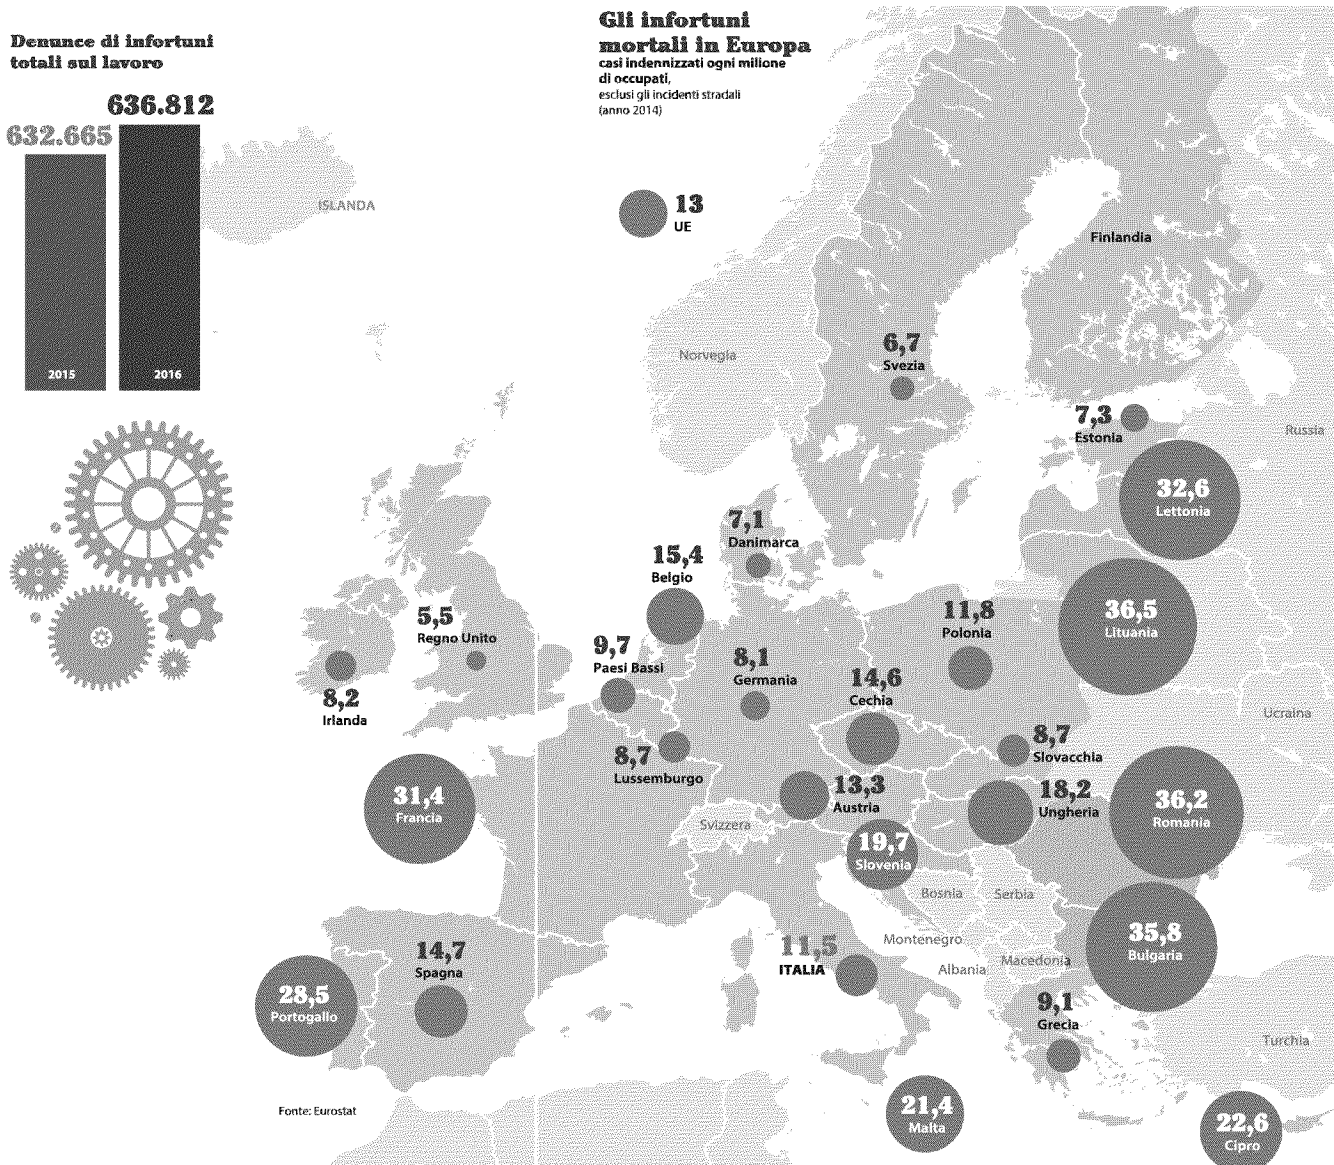 Denunce di infortuni
totali sul lavoro
636.812
632.665
2015
2016
Gli infortuni
mortali in Europa
casi indennizzati ogni milione
di occupati,
esclusi gli incidenti stradali
(anno 2014)
ISLANDA
13
UE
Finlandia
Norvegia
6,7
Svezia
7,3
Estonia
Russia
32,6
Lettonia
7,1
Danimarca
15,4
Belgio
36,5
Lituania
11,8
Polonia
5,5
Regno Unito
9,7
Paesi Bassi
8,1
Germania
14,6
Cechia
8,2
Irlanda
Ucraina
8,7
Slovacchia
8,7
Lussemburgo
31,4
Francia
13,3
Austria
18,2
Ungheria
36,2
Romania
Svizzera
19,7
Slovenia
Bosnia
Serbia
Montenegro
Albania
Macedonia
35,8
Bulgaria
11,5
ITALIA
14,7
Spagna
28,5
Portogallo
9,1
Grecia
Turchia
Fonte: Eurostat
21,4
Malta
22,6
Cipro